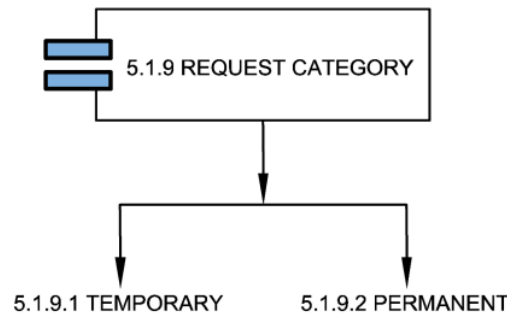 5.1.9 REQUEST CATEGORY
5.1.9.1 TEMPORARY
5.1.9.2 PERMANENT